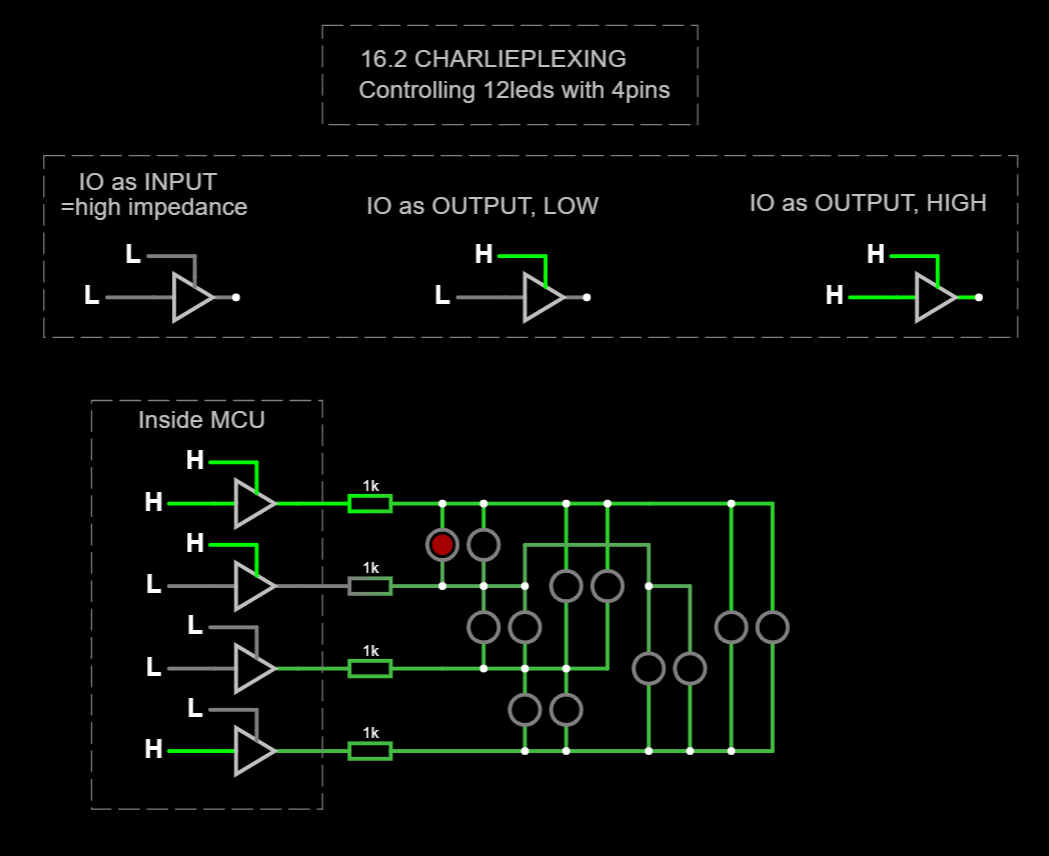 16.2 CHARLIEPLEXING
Controlling 12leds with 4pins
IO as INPUT
=high impedance
L
L
IO as OUTPUT, LOW
H
L
IO as OUTPUT, HIGH
H
H
Inside MCU
H
H
1k
H
L
1k
L
L
1k
L
H
1k